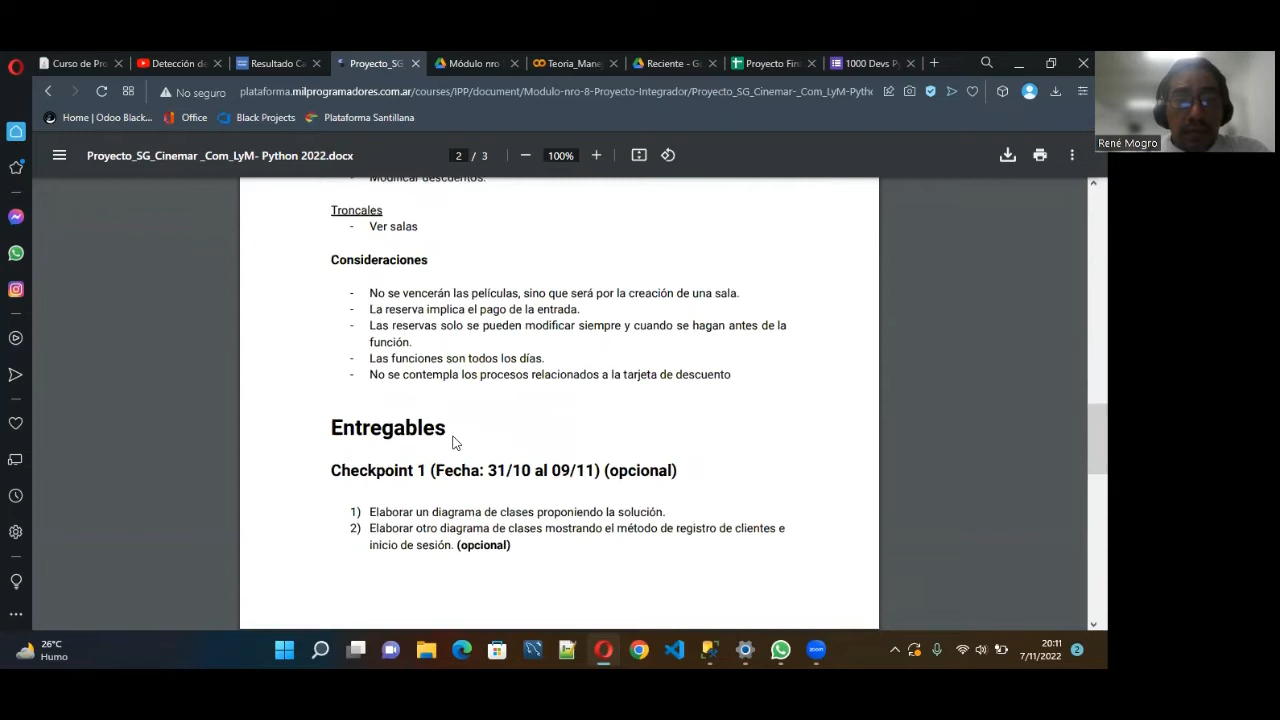 Curso de Pro
Detección de
Resultado Ca
Proyecto_SG
Módulo nro
Teoria_Mane
Reciente - Go
Proyecto Fin
1000 Devs Py
No seguro
plataforma.milprogramadores.com.ar/courses/IPP/document/Modulo-nro-8-Proyecto-Integrador/Proyecto_SG_Cinemar-_Com_LyM-Pytho
Home | Odoo Black...
Office
Black Projects
Plataforma Santillana
René Mogro
Proyecto_SG_Cinemar _Com_LyM- Python 2022.docx
2 / 3
100%
- Modificar descuentos.
Troncales
- Ver salas
Consideraciones
- No se vencerán las películas, sino que será por la creación de una sala.
- La reserva implica el pago de la entrada.
- Las reservas solo se pueden modificar siempre y cuando se hagan antes de la
función.
- Las funciones son todos los días.
- No se contempla los procesos relacionados a la tarjeta de descuento
Entregables
Checkpoint 1 (Fecha: 31/10 al 09/11) (opcional)
1) Elaborar un diagrama de clases proponiendo la solución.
2) Elaborar otro diagrama de clases mostrando el método de registro de clientes e
inicio de sesión. (opcional)
26°C
Humo
zoom
20:11
7/11/2022
2